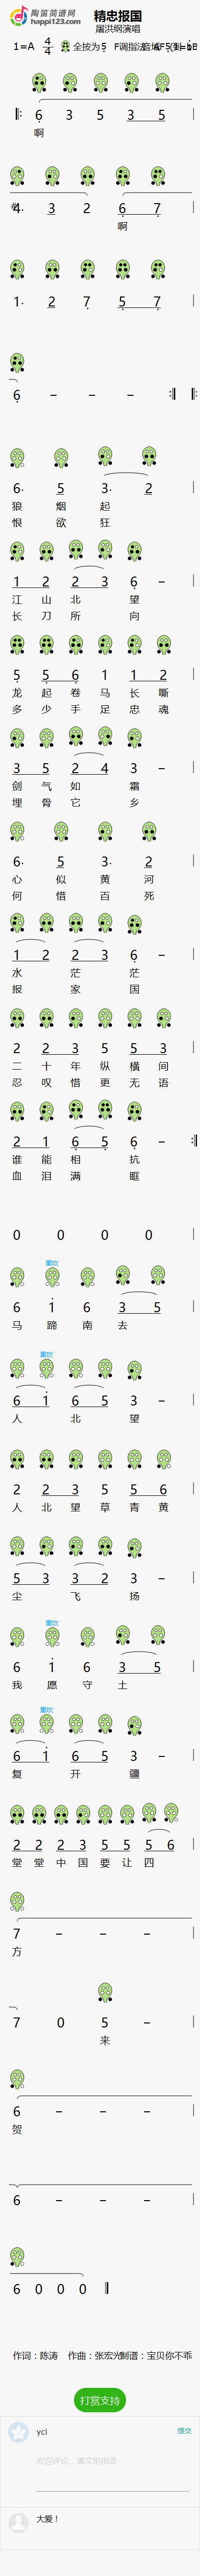 陶笛简谱网
happi123.com
精忠报国
屠洪纲演唱
1=A 4/4 全按为5
6 3 5 3 5
啊
4. 3 2 6 7
啊
1. 2 7 5 7
6 – – –
6. 5 3. 2
狼 烟 起
恨 欲 狂
1 2 2 3 6 –
江 山 北 望
长 刀 所 向
5 5 6 1 1 2
龙 起 卷 马 长 嘶
多 少 手 足 忠 魂
3 5 2 4 3 –
剑 气 如 霜
埋 骨 它 乡
6. 5 3. 2
心 似 黄 河
何 惜 百 死
1 2 2 3 6 –
水 茫 茫
报 家 国
2 2 3 5 5 3
二 十 年 纵 横 间
忍 叹 惜 更 无 语
2 1 6 5 6 –
谁 能 相 抗
血 泪 满 眶
0 0 0 0
重吹
6 1 6 3 5
马 蹄 南 去
重吹
6 1 6 5 3 –
人 北 望
2 2 3 5 5 6
人 北 望 草 青 黄
5 3 3 2 3 –
尘 飞 扬
重吹
6 1 6 3 5
我 愿 守 土
重吹
6 1 6 5 3 –
复 开 疆
2 2 2 3 5 5 5 6
堂 堂 中 国 要 让 四
7 – – –
方
7 0 5 –
来
6 – – –
贺
6 – – –
6 0 0 0
作词：陈涛 作曲：张宏光 制谱：宝贝你不乖
打赏支持
yci
提交
欢迎评论，请文明用语
大爱！